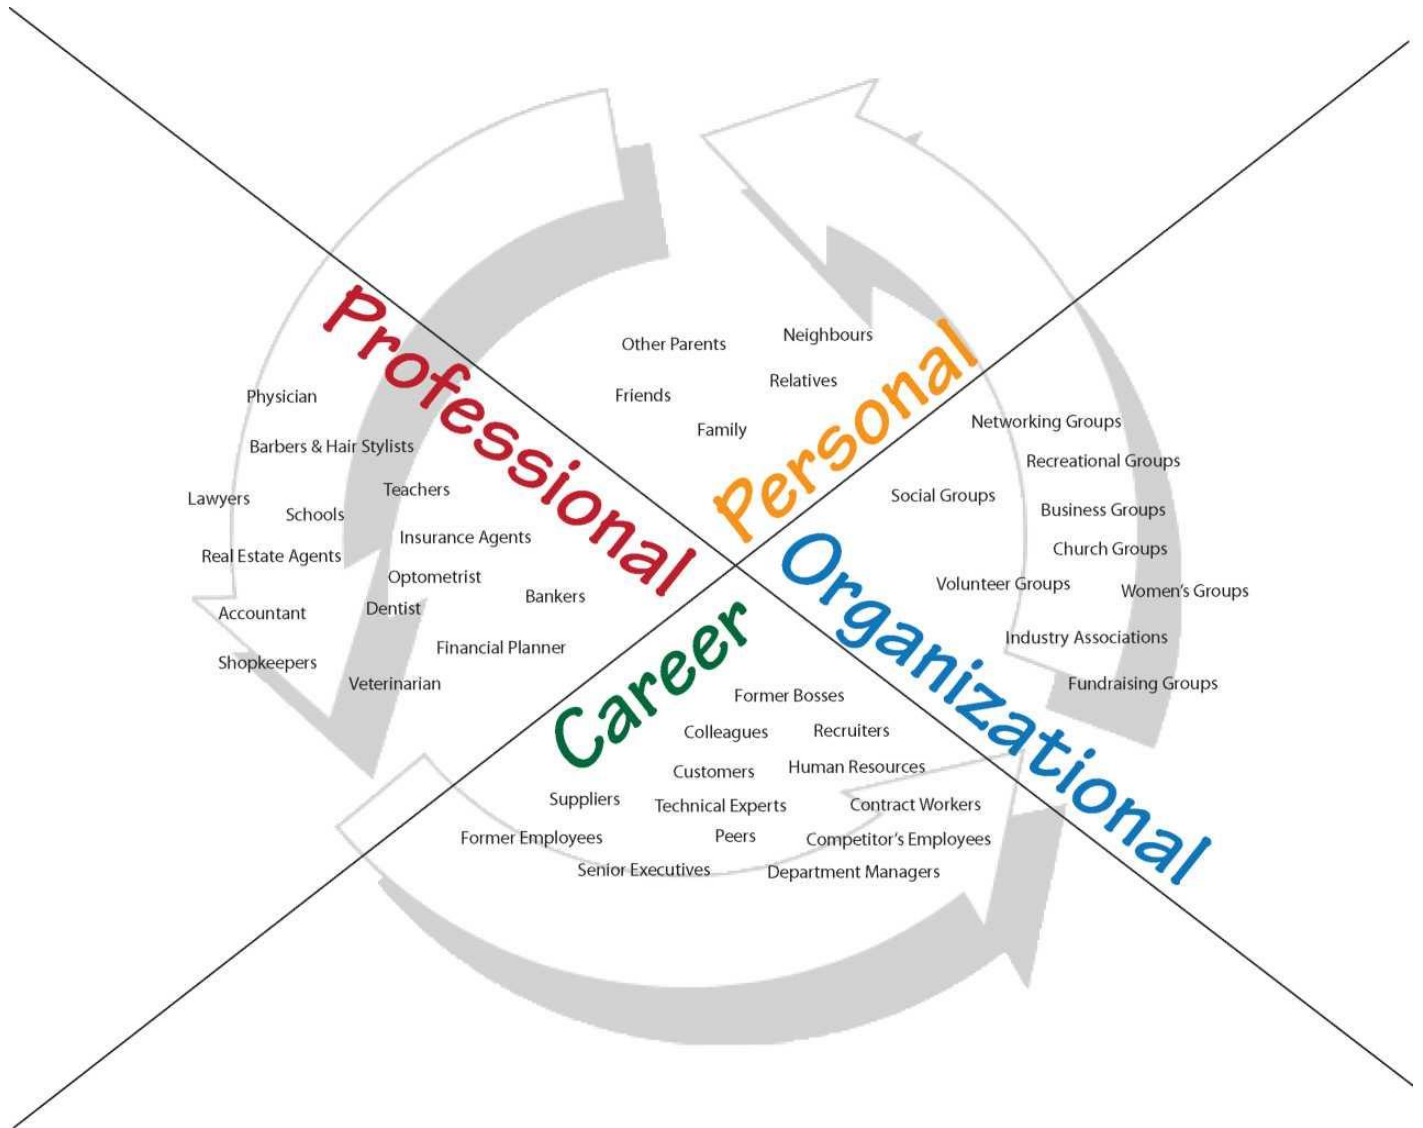 Professional
Personal
Organizational
Career
Other Parents
Neighbours
Friends
Relatives
Family
Physician
Barbers & Hair Stylists
Lawyers
Teachers
Schools
Insurance Agents
Real Estate Agents
Optometrist
Bankers
Accountant
Dentist
Financial Planner
Shopkeepers
Veterinarian
Networking Groups
Recreational Groups
Social Groups
Business Groups
Church Groups
Volunteer Groups
Women's Groups
Industry Associations
Fundraising Groups
Former Bosses
Colleagues
Recruiters
Customers
Human Resources
Suppliers
Technical Experts
Contract Workers
Former Employees
Peers
Competitor's Employees
Senior Executives
Department Managers